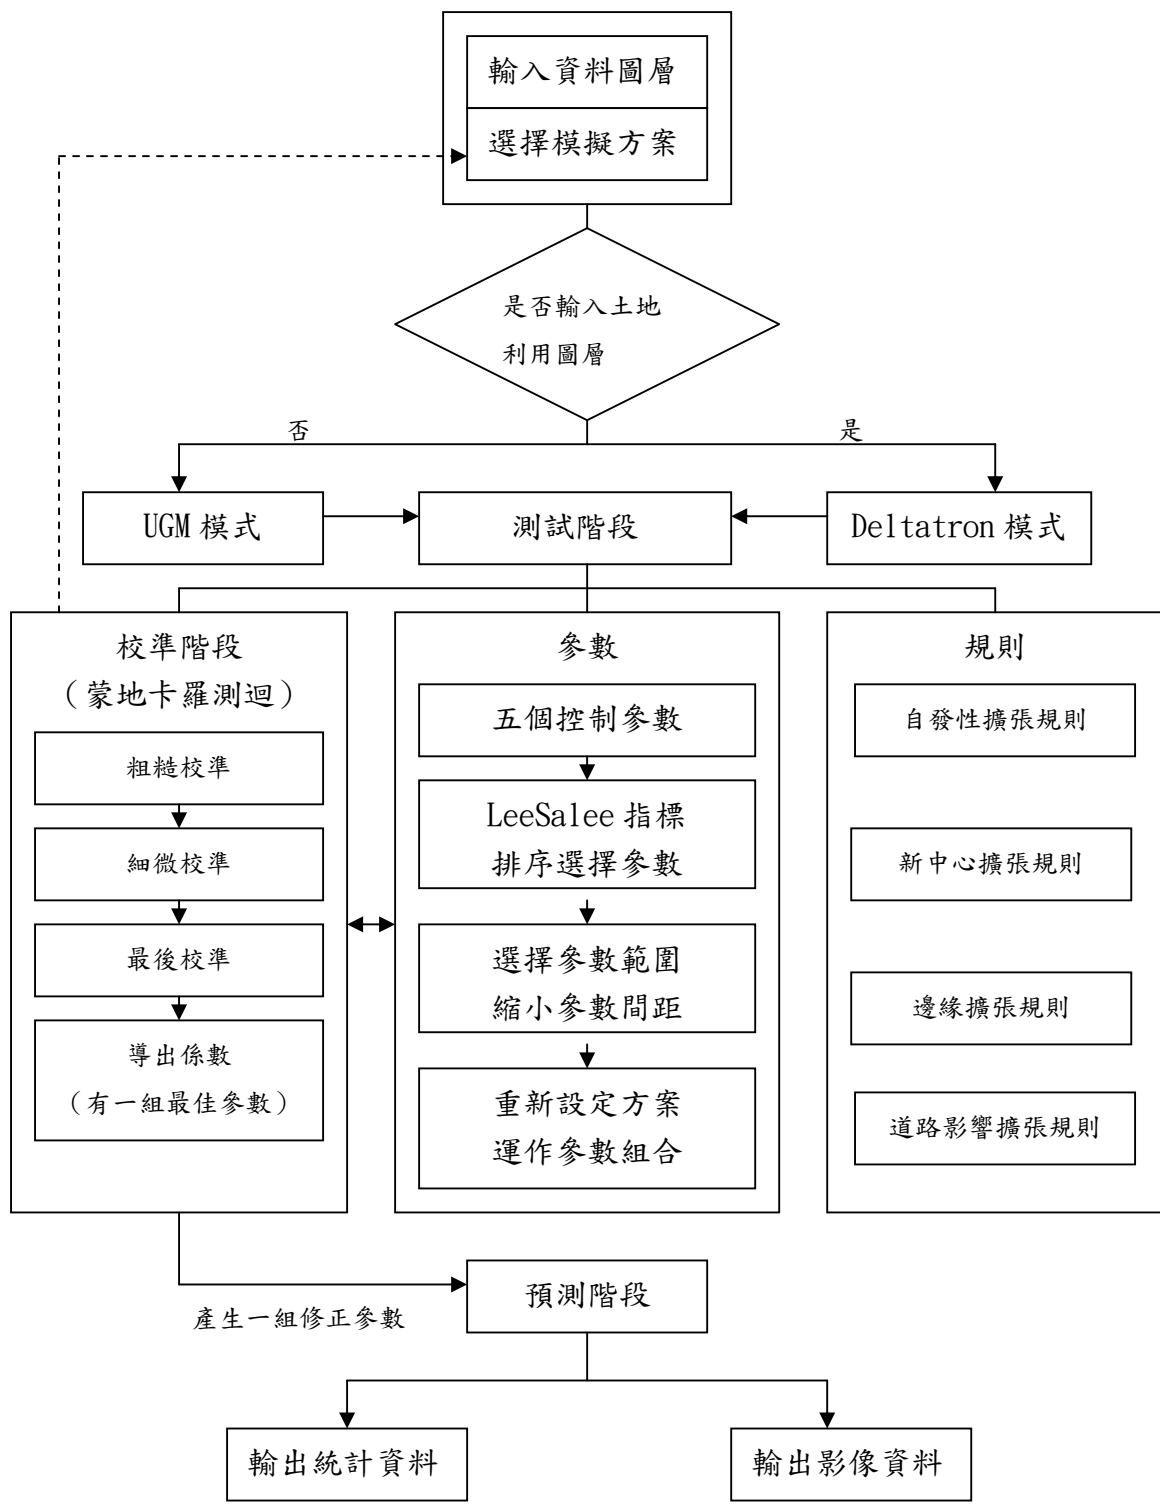 輸入資料圖層
選擇模擬方案
是否輸入土地
利用圖層
否
是
UGM 模式
測試階段
Deltatron 模式
校準階段
（蒙地卡羅測迴）
粗糙校準
細微校準
最後校準
導出係數
（有一組最佳參數）
參數
五個控制參數
LeeSalee 指標
排序選擇參數
選擇參數範圍
縮小參數間距
重新設定方案
運作參數組合
規則
自發性擴張規則
新中心擴張規則
邊緣擴張規則
道路影響擴張規則
預測階段
產生一組修正參數
輸出統計資料
輸出影像資料